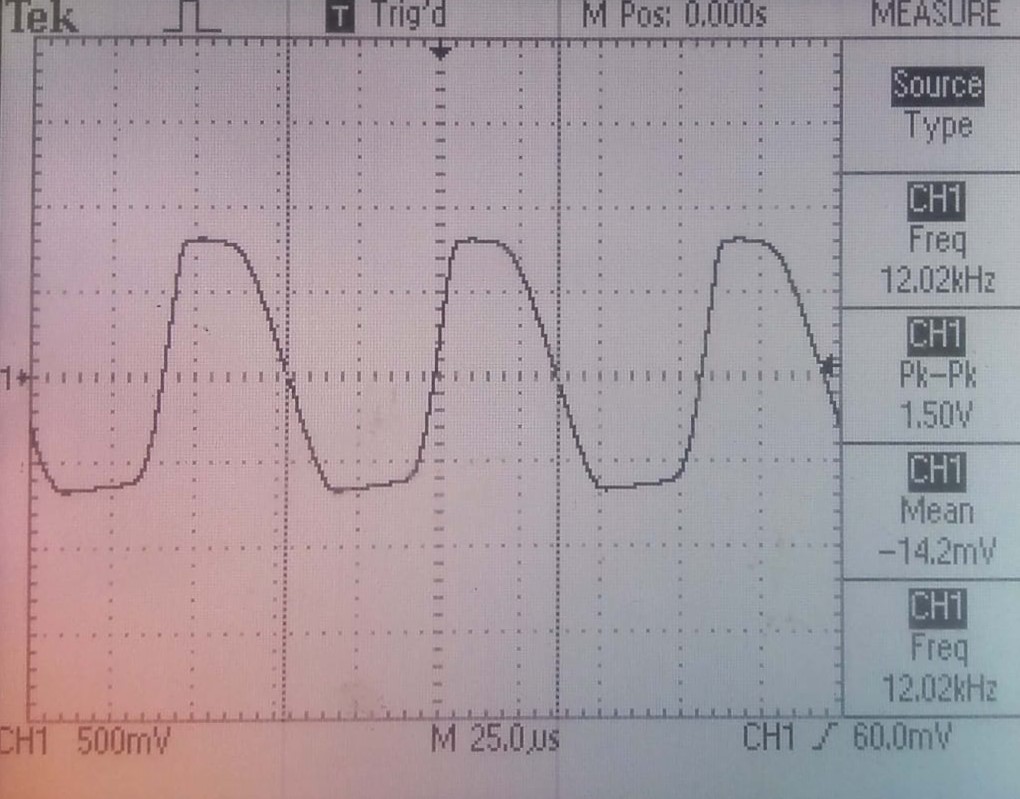 Tek T Trig'd M Pos: 0.000s MEASURE
Source
Type
CH1
Freq
12.02kHz
CH1
Pk-Pk
1.50V
1
CH1
Mean
-14.2mV
CH1
Freq
12.02kHz
CH1 500mV M 25.0µs CH1 60.0mV